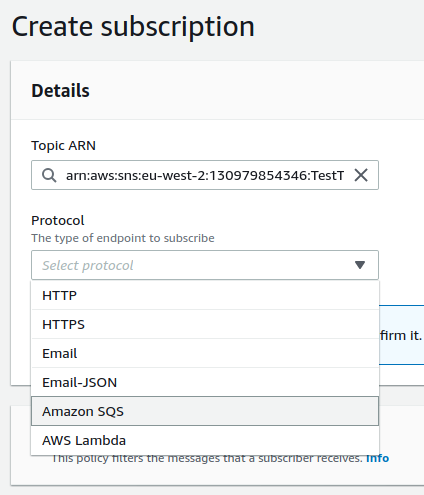 Create subscription
Details
Topic ARN
arn:aws:sns:eu-west-2:130979854346:TestT
Protocol
The type of endpoint to subscribe
Select protocol
HTTP
HTTPS
firm it.
Email
Email-JSON
Amazon SQS
AWS Lambda
This policy filters the messages that a subscriber receives. Info